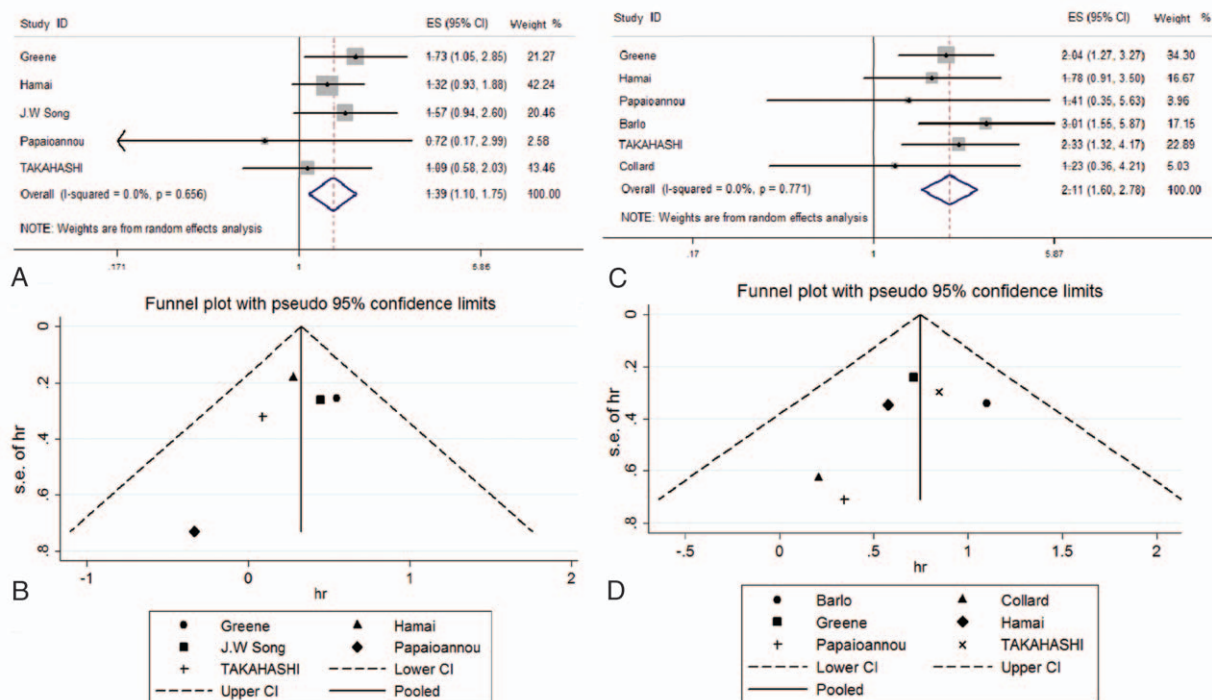 Study ID ES (95% CI) Weight %
Greene 1.73 (1.05, 2.85) 21.27
Hamai 1.32 (0.93, 1.88) 42.24
J.W Song 1.57 (0.94, 2.60) 20.46
Papaioannou 0.72 (0.17, 2.99) 2.58
TAKAHASHI 1.09 (0.58, 2.03) 13.46
Overall (I-squared = 0.0%, p = 0.656) 1.39 (1.10, 1.75) 100.00
NOTE: Weights are from random effects analysis
.171 1 5.85
A
Study ID ES (95% CI) Weight %
Greene 2.04 (1.27, 3.27) 34.30
Hamai 1.78 (0.91, 3.50) 16.67
Papaioannou 1.41 (0.35, 5.63) 3.96
Barlo 3.01 (1.55, 5.87) 17.15
TAKAHASHI 2.33 (1.32, 4.17) 22.89
Collard 1.23 (0.36, 4.21) 5.03
Overall (I-squared = 0.0%, p = 0.771) 2.11 (1.60, 2.78) 100.00
NOTE: Weights are from random effects analysis
.17 1 5.87
C
Funnel plot with pseudo 95% confidence limits
s.e. of hr
0
.2
.4
.6
.8
-1 0 1 2
hr
B
Greene Hamai
J.W Song Papaioannou
TAKAHASHI Lower CI
Upper CI Pooled
Funnel plot with pseudo 95% confidence limits
s.e. of hr
0
.2
.4
.6
.8
-.5 0 .5 1 1.5 2
hr
D
Barlo Collard
Greene Hamai
Papaioannou TAKAHASHI
Lower CI Upper CI
Pooled